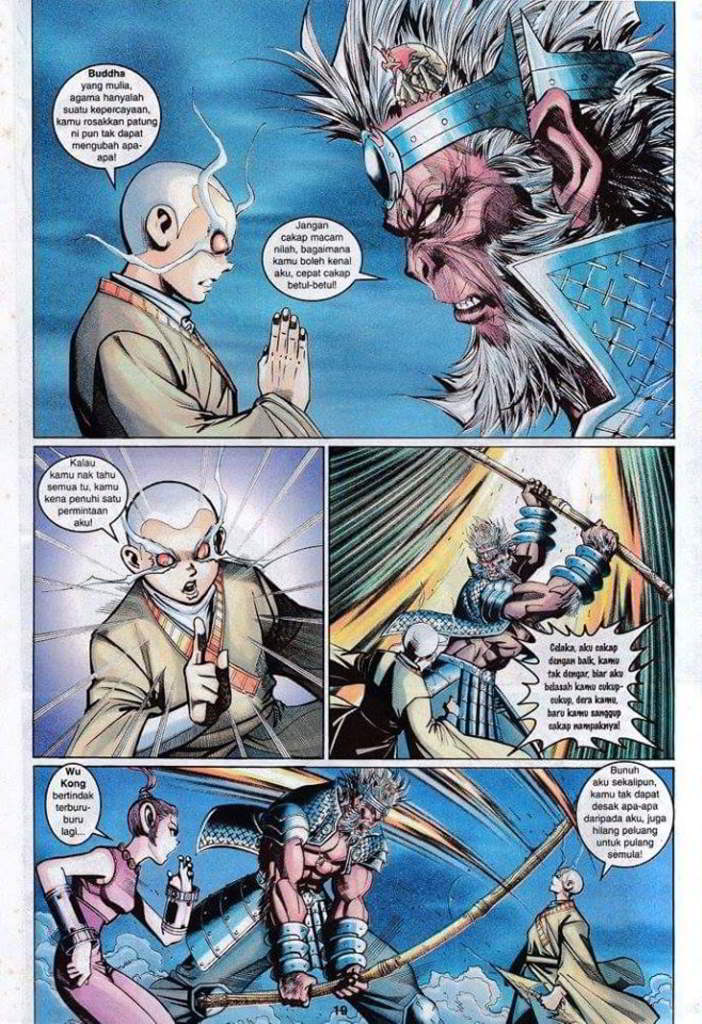 Buddha
yang mulia,
agama hanyalah
suatu kepercayaan,
kamu rosakkan patung
ni pun tak dapat
mengubah apa-
apa!
Jangan
cakap macam
nilah, bagaimana
kamu boleh kenal
aku, cepat cakap
betul-betul!
Kalau
kamu nak tahu
semua tu, kamu
kena penuhi satu
permintaan
aku!
Celaka, aku cakap
dengan baik, kamu
tak dengar, biar aku
belasah kamu cukup-
cukup, dera kamu,
baru kamu sanggup
cakap nampaknya!
Wu
Kong
bertindak
terburu-
buru
lagi...
Bunuh
aku sekalipun,
kamu tak dapat
desak apa-apa
daripada aku, juga
hilang peluang
untuk pulang
semula!
19